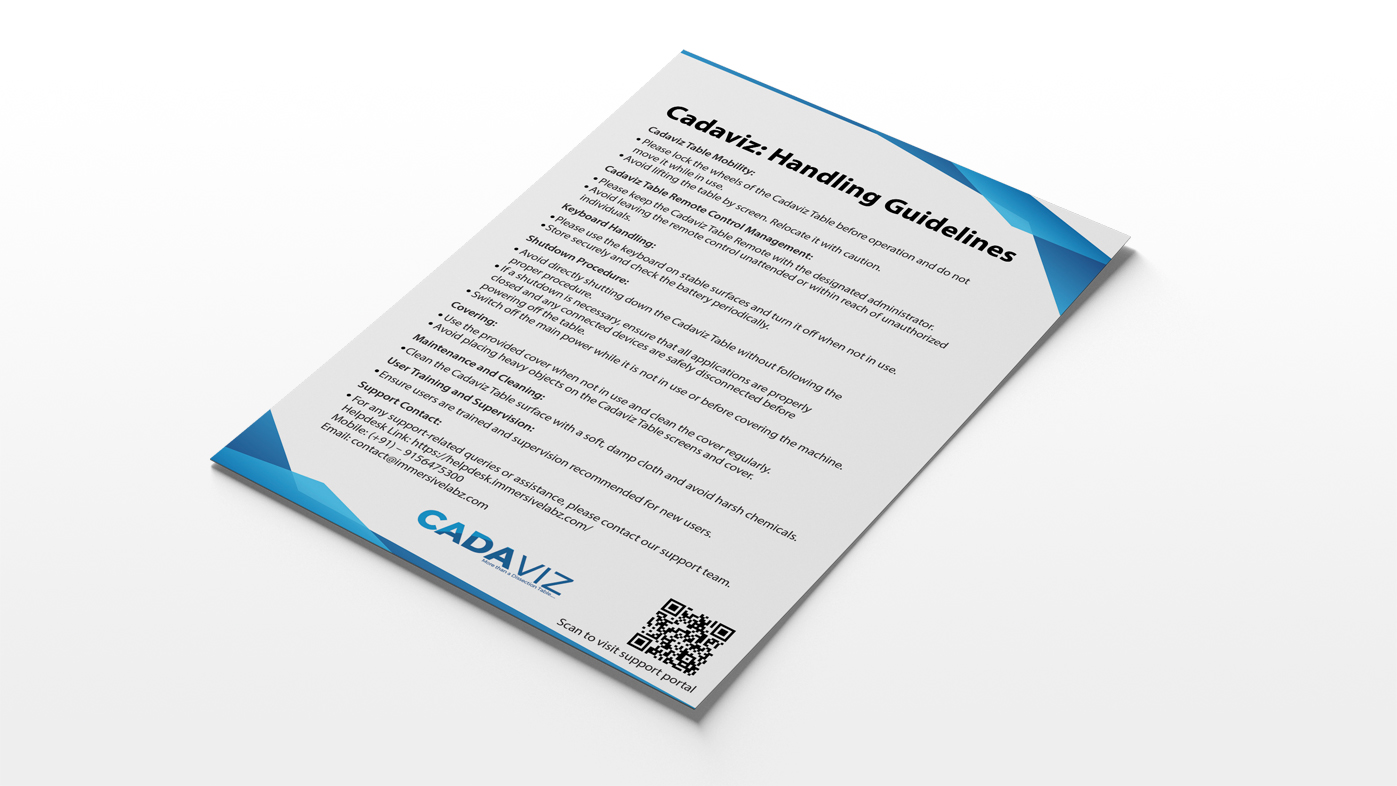 Cadaviz: Handling Guidelines
Cadaviz Table Mobility:
• Please lock the wheels of the Cadaviz Table before operation and do not
move it while in use.
• Avoid lifting the table by screen. Relocate it with caution.
Cadaviz Table Remote Control Management:
• Please keep the Cadaviz Table Remote with the designated administrator.
• Avoid leaving the remote control unattended or within reach of unauthorized
individuals.
Keyboard Handling:
• Please use the keyboard on stable surfaces and turn it off when not in use.
• Store securely and check the battery periodically.
Shutdown Procedure:
• Avoid directly shutting down the Cadaviz Table without following the
proper procedure.
• If a shutdown is necessary, ensure that all applications are properly
closed and any connected devices are safely disconnected before
powering off the table.
• Switch off the main power while it is not in use or before covering the machine.
Covering:
• Use the provided cover when not in use and clean the cover regularly.
• Avoid placing heavy objects on the Cadaviz Table screens and cover.
Maintenance and Cleaning:
• Clean the Cadaviz Table surface with a soft, damp cloth and avoid harsh chemicals.
User Training and Supervision:
• Ensure users are trained and supervision recommended for new users.
Support Contact:
• For any support-related queries or assistance, please contact our support team.
Helpdesk Link: https://helpdesk.immersivelabz.com/
Mobile: (+91) – 9156475300
Email: contact@immersivelabz.com
CADAVIZ
More than a Dissection Table...
Scan to visit support portal